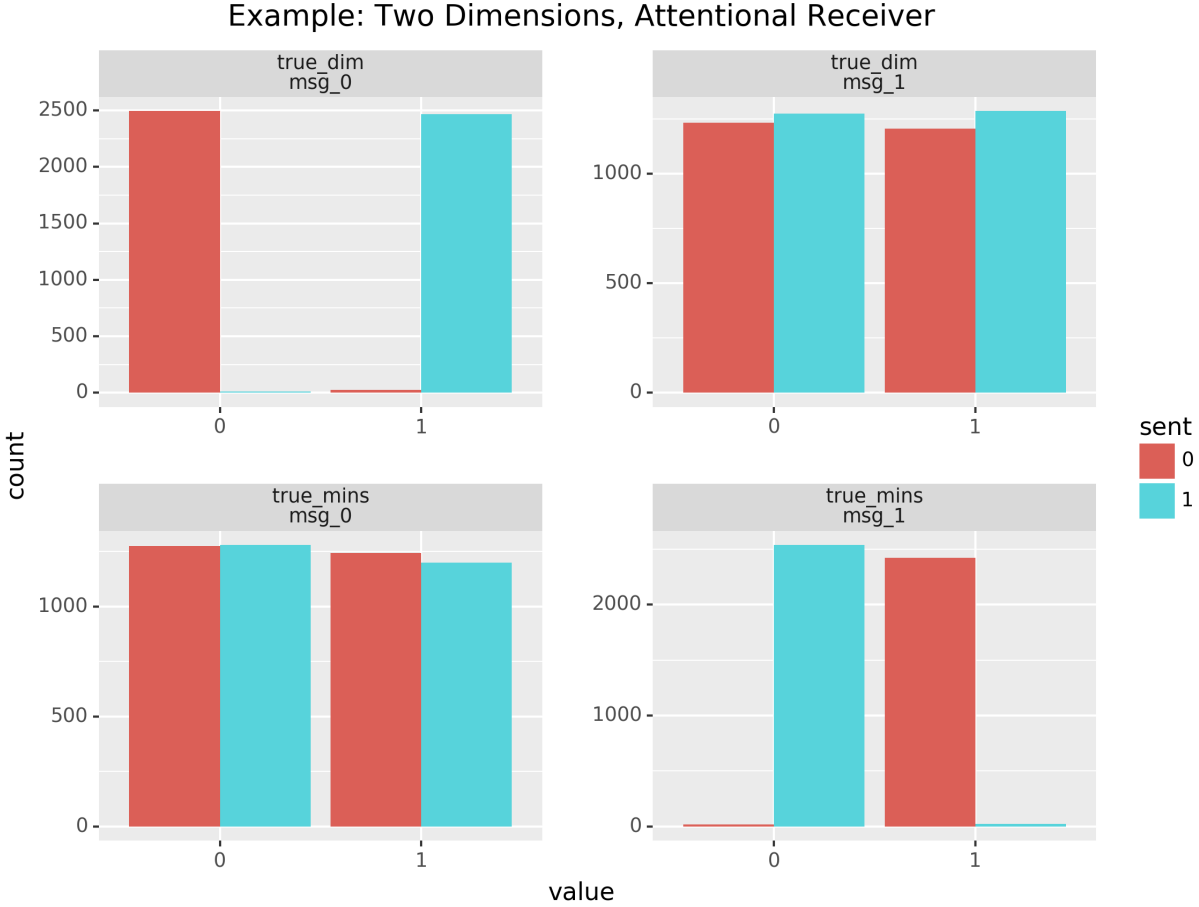 Example: Two Dimensions, Attentional Receiver
true_dim
msg_0
true_dim
msg_1
2500
2000
1500
1000
500
0
0 1
1000
500
0
0 1
count
sent
0
1
true_mins
msg_0
true_mins
msg_1
1000
500
0
0 1
2000
1000
0
0 1
value